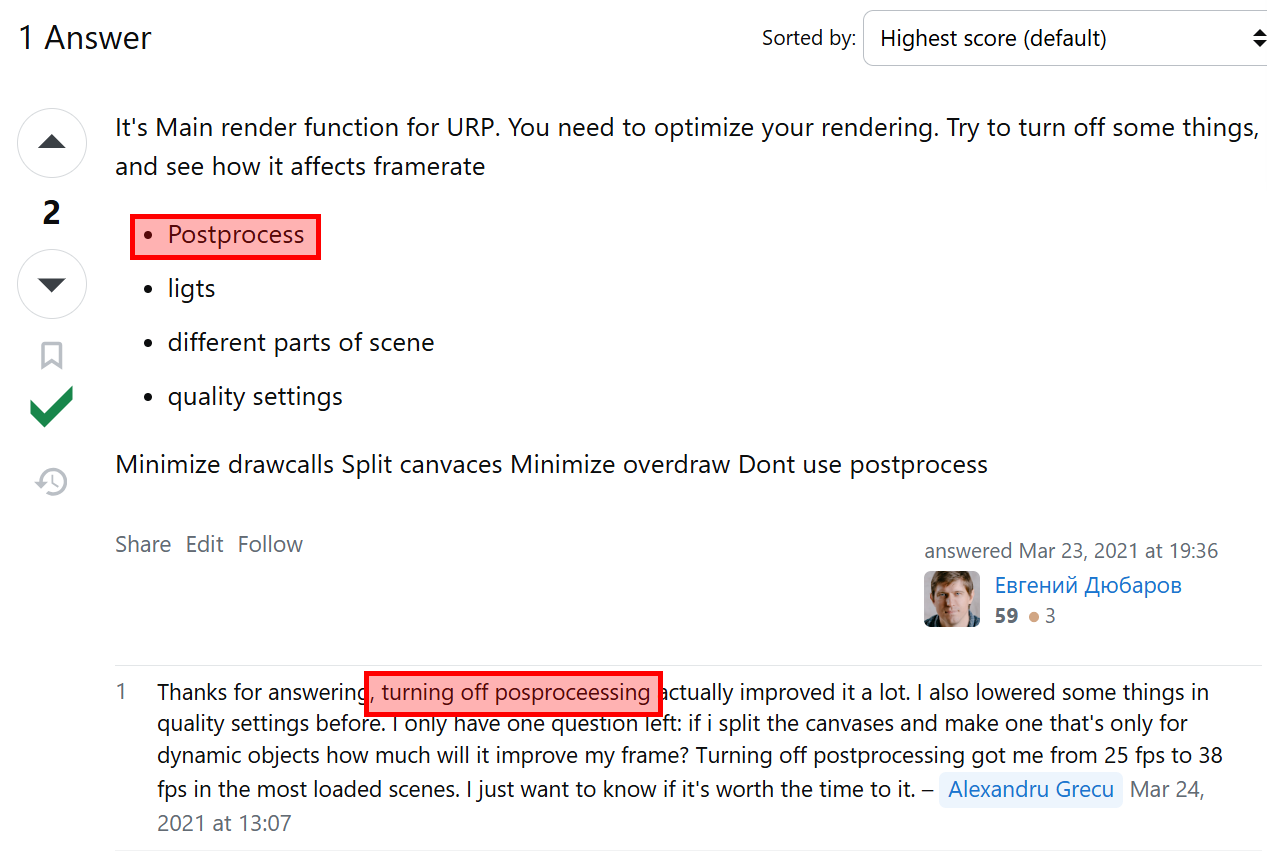 1 Answer
Sorted by: Highest score (default)
It's Main render function for URP. You need to optimize your rendering. Try to turn off some things,
and see how it affects framerate
2
• Postprocess
• ligts
• different parts of scene
• quality settings
Minimize drawcalls Split canvaces Minimize overdraw Dont use postprocess
Share Edit Follow
answered Mar 23, 2021 at 19:36
Евгений Дюбаров
59 ● 3
1
Thanks for answering, turning off posproceessing actually improved it a lot. I also lowered some things in
quality settings before. I only have one question left: if i split the canvases and make one that's only for
dynamic objects how much will it improve my frame? Turning off postprocessing got me from 25 fps to 38
fps in the most loaded scenes. I just want to know if it's worth the time to it. – Alexandru Grecu Mar 24,
2021 at 13:07